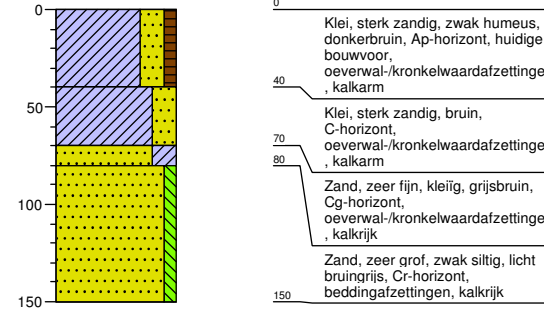 0
50
100
150
0
Klei, sterk zandig, zwak humeus,
donkerbruin, Ap-horizont, huidige
bouwvoor,
oeverwal-/kronkelwaardafzettinge
, kalkarm
40
Klei, sterk zandig, bruin,
C-horizont,
oeverwal-/kronkelwaardafzettinge
, kalkarm
70
80
Zand, zeer fijn, kleiïg, grijsbruin,
Cg-horizont,
oeverwal-/kronkelwaardafzettinge
, kalkrijk
Zand, zeer grof, zwak siltig, licht
bruingrijs, Cr-horizont,
beddingafzettingen, kalkrijk
150